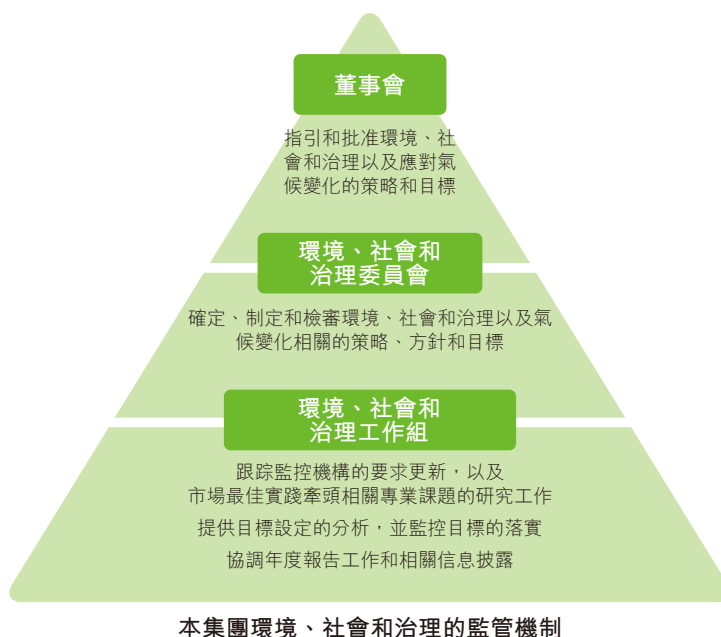 董事會
指引和批准環境、社
會和治理以及應對氣
候變化的策略和目標
環境、社會和
治理委員會
確定、制定和檢審環境、社會和治理以及氣
候變化相關的策略、方針和目標
環境、社會和
治理工作組
跟踪監控機構的要求更新，以及
市場最佳實踐牽頭相關專業課題的研究工作
提供目標設定的分析，並監控目標的落實
協調年度報告工作和相關信息披露
本集團環境、社會和治理的監管機制